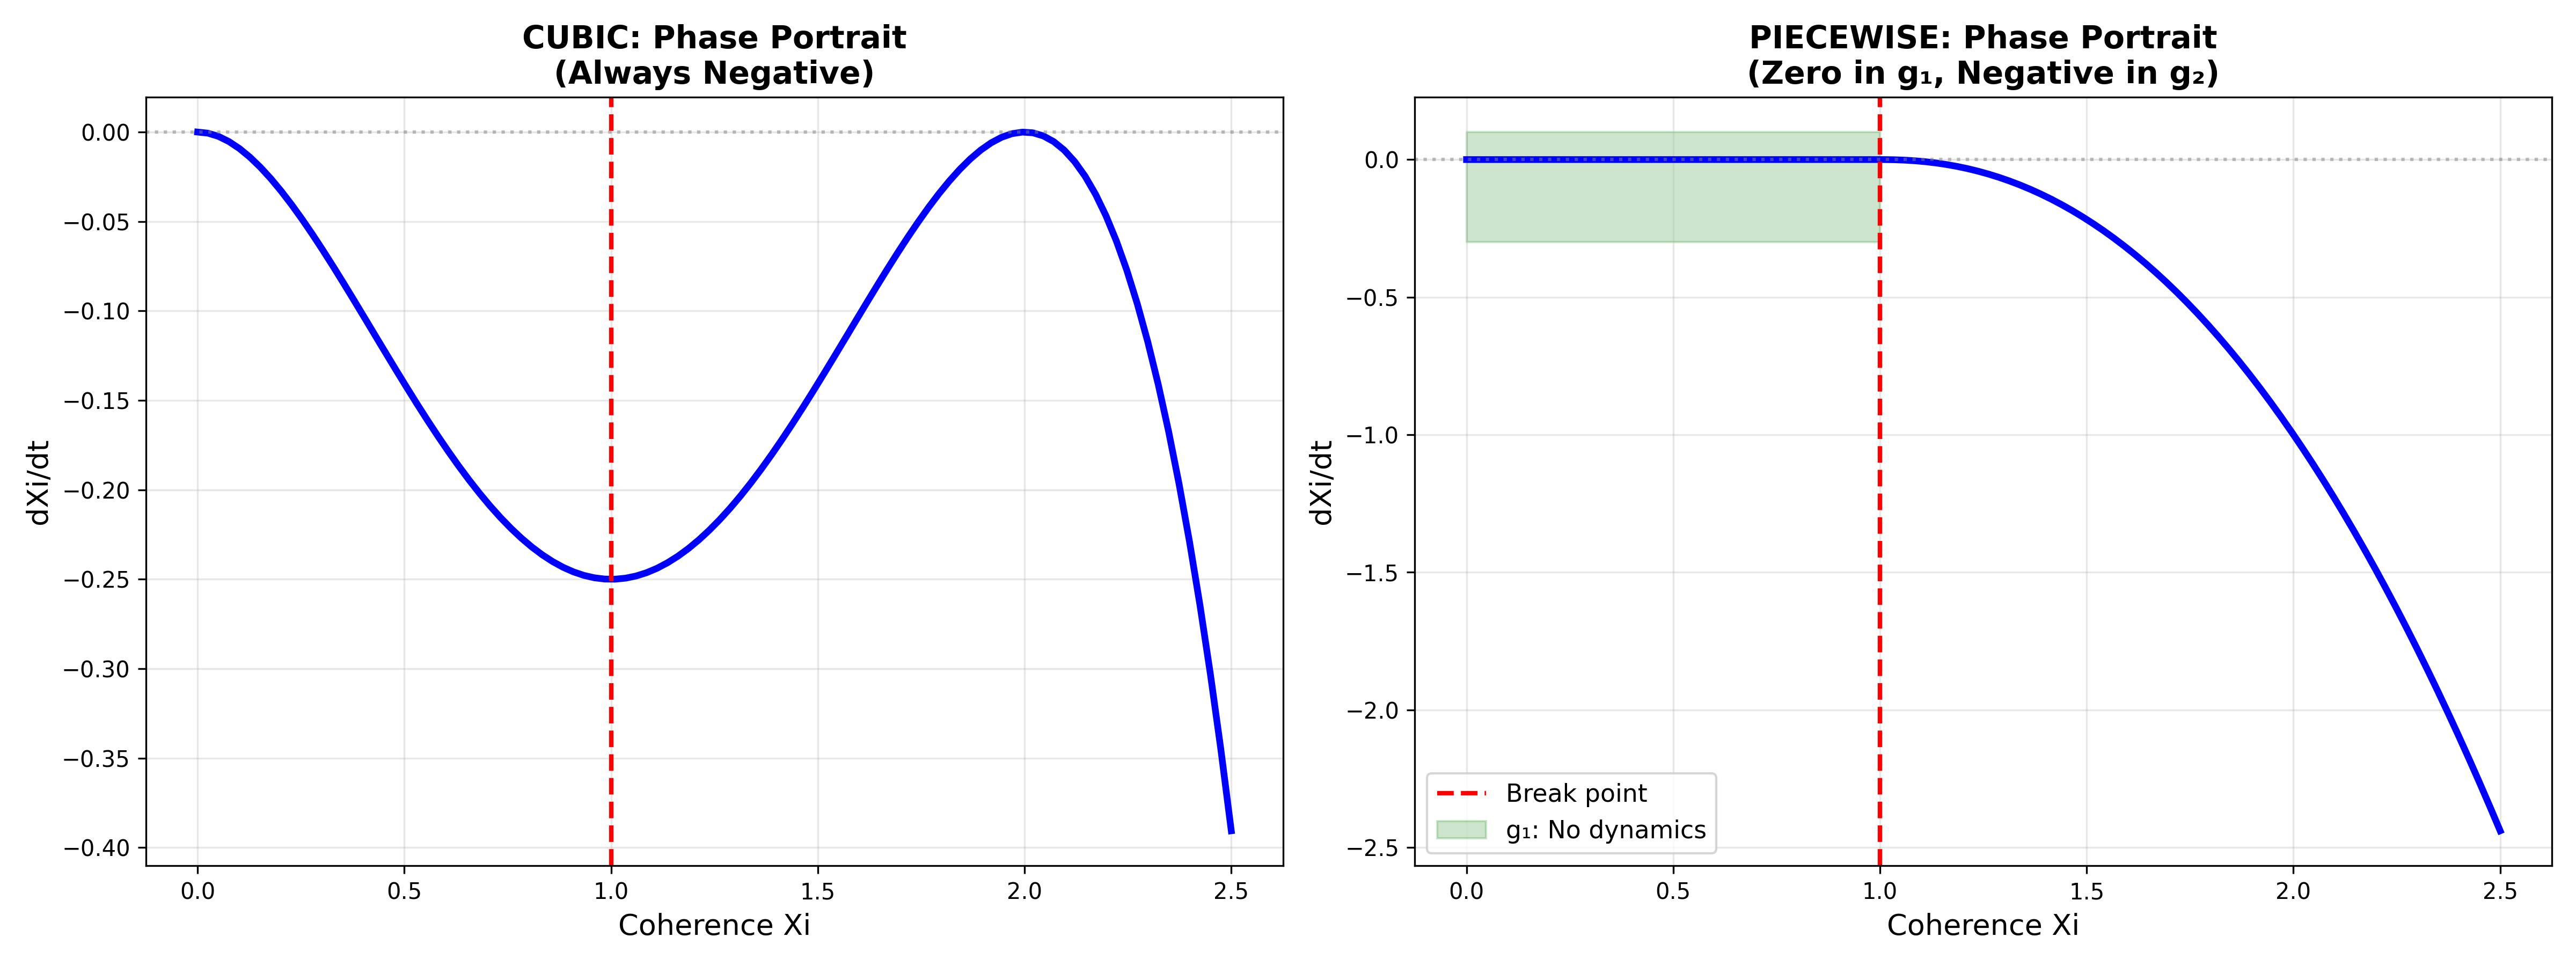 CUBIC: Phase Portrait
(Always Negative)
0.00
−0.05
−0.10
−0.15
−0.20
−0.25
−0.30
−0.35
−0.40
dXi/dt
0.0
0.5
1.0
1.5
2.0
2.5
Coherence Xi
PIECEWISE: Phase Portrait
(Zero in g₁, Negative in g₂)
0.0
−0.5
−1.0
−1.5
−2.0
−2.5
dXi/dt
Break point
g₁: No dynamics
0.0
0.5
1.0
1.5
2.0
2.5
Coherence Xi